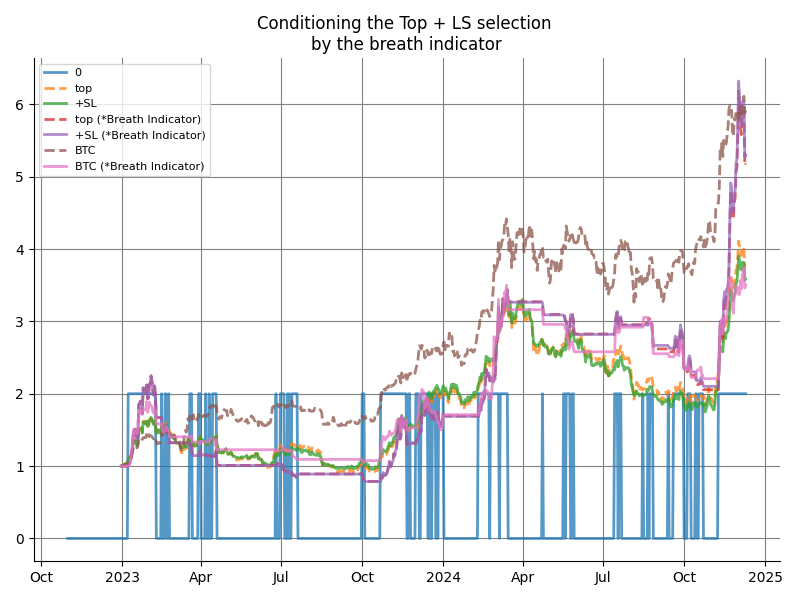 Conditioning the Top + LS selection
by the breath indicator
0
top
+SL
top (*Breath Indicator)
+SL (*Breath Indicator)
BTC
BTC (*Breath Indicator)
6
5
4
3
2
1
0
Oct
2023
Apr
Jul
Oct
2024
Apr
Jul
Oct
2025